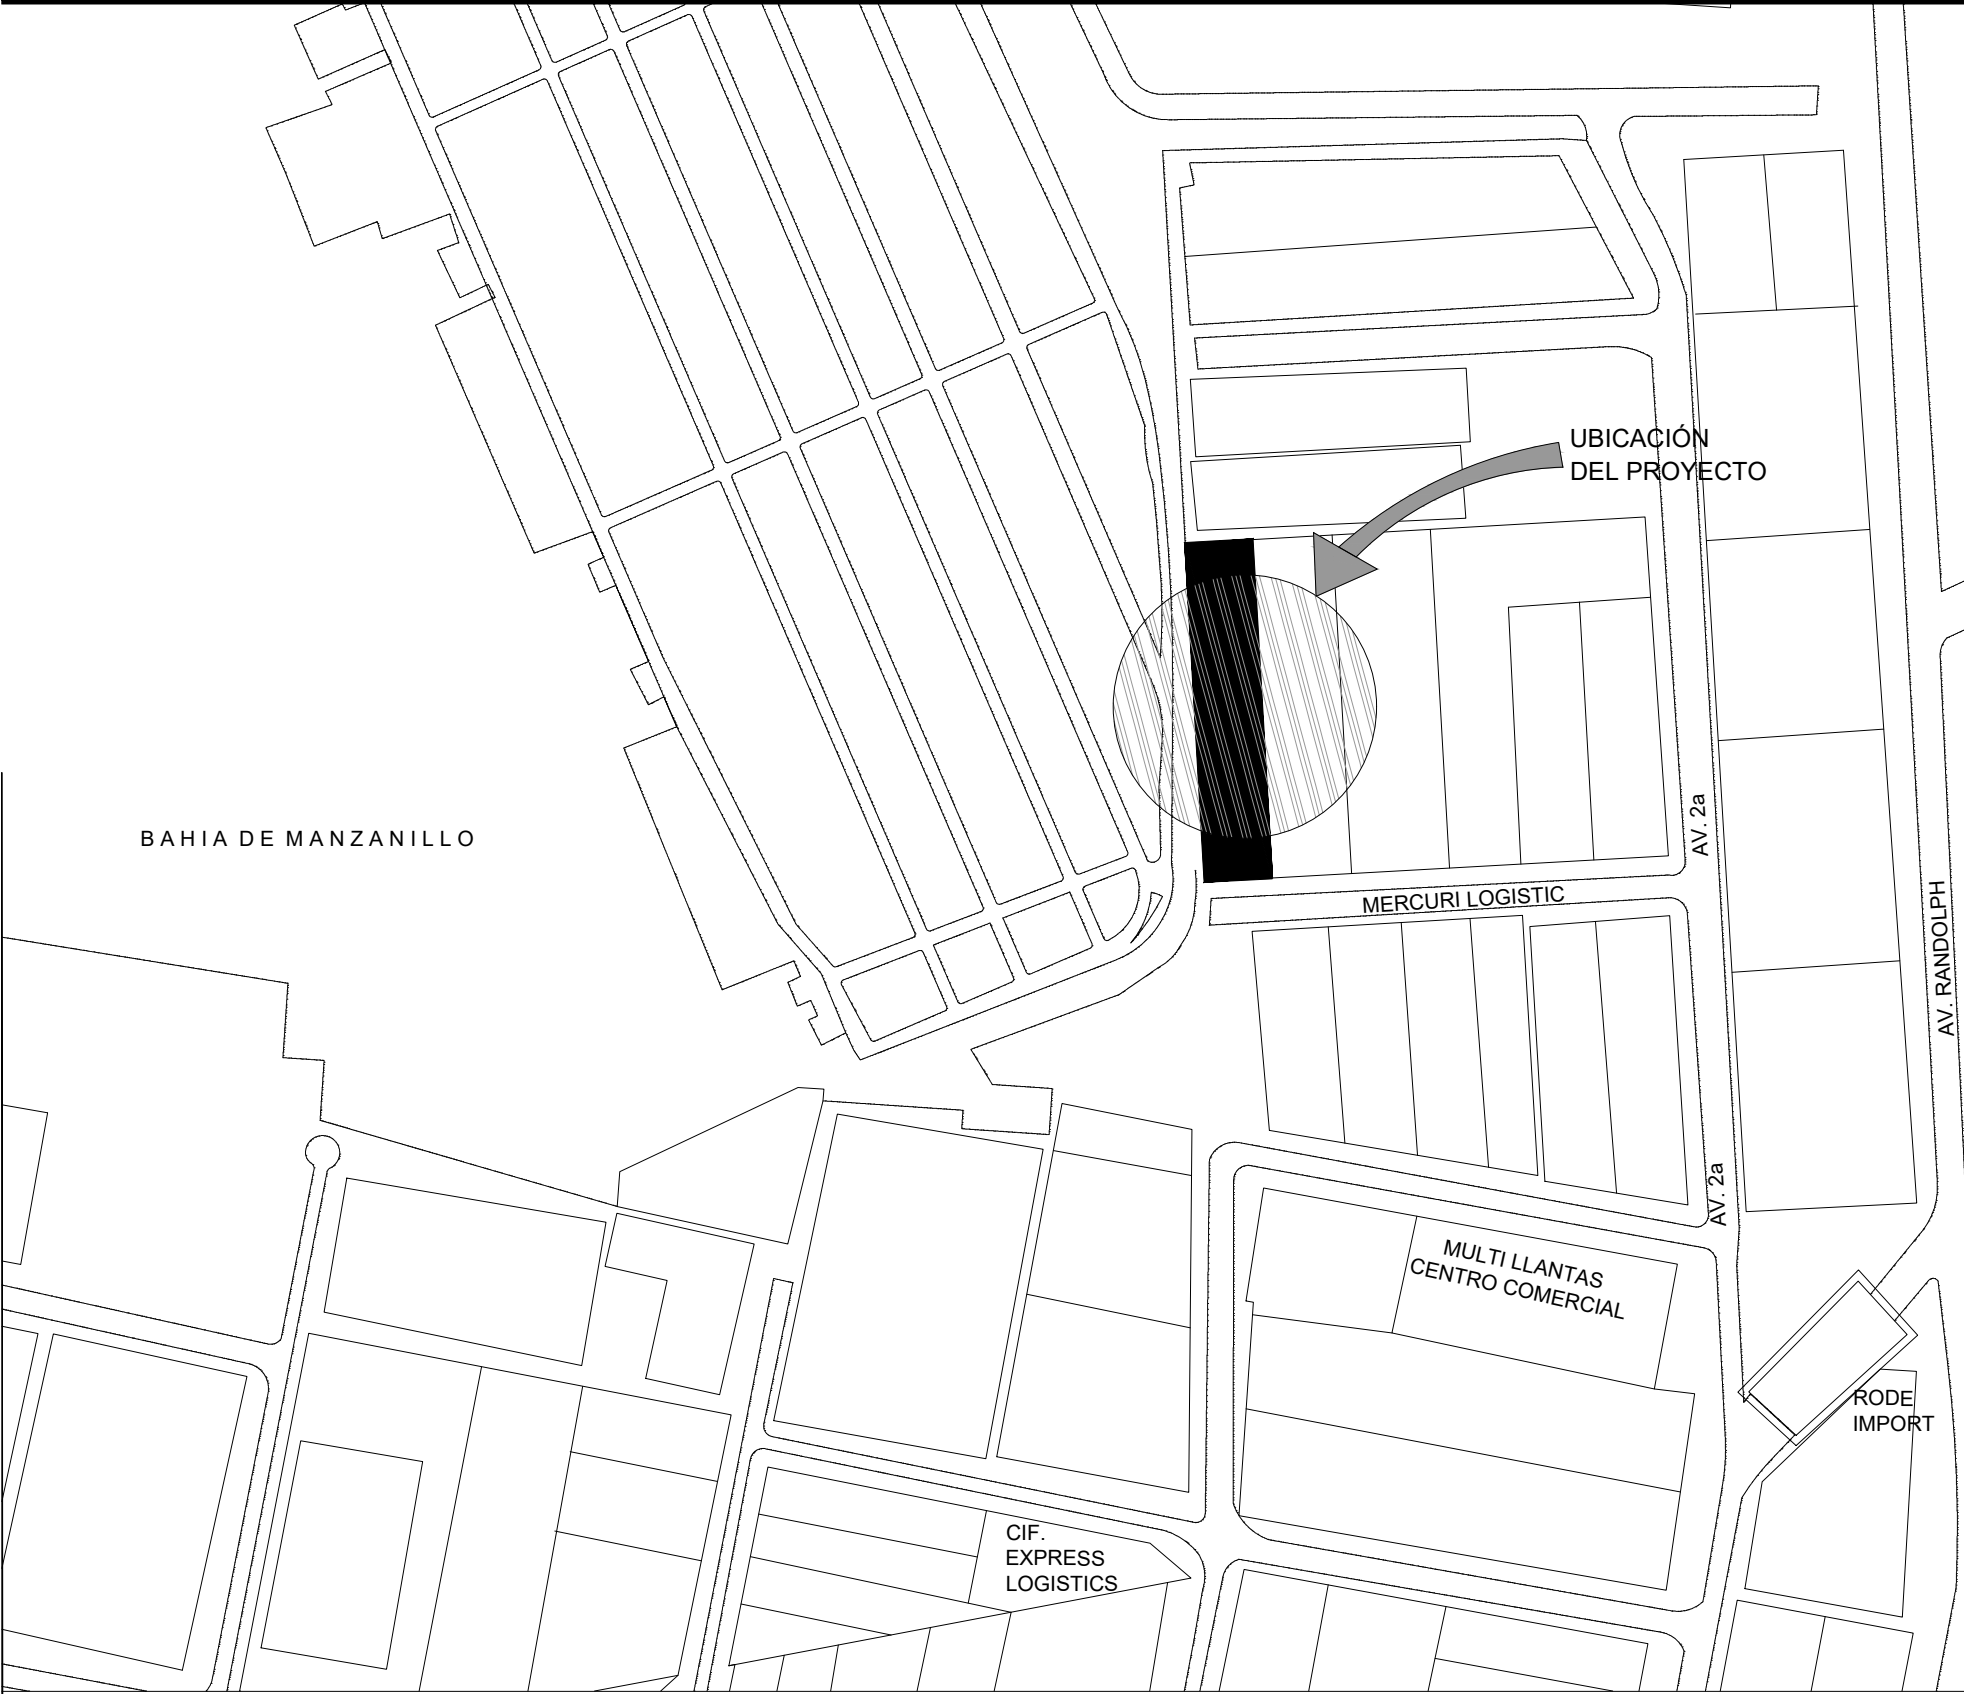 UBICACIÓN
DEL PROYECTO
AV. 2a
BAHIA DE MANZANILLO
MERCURI LOGISTIC
AV. RANDOLPH
AV. 2a
MULTI LLANTAS
CENTRO COMERCIAL
RODE
IMPORT
CIF.
EXPRESS
LOGISTICS